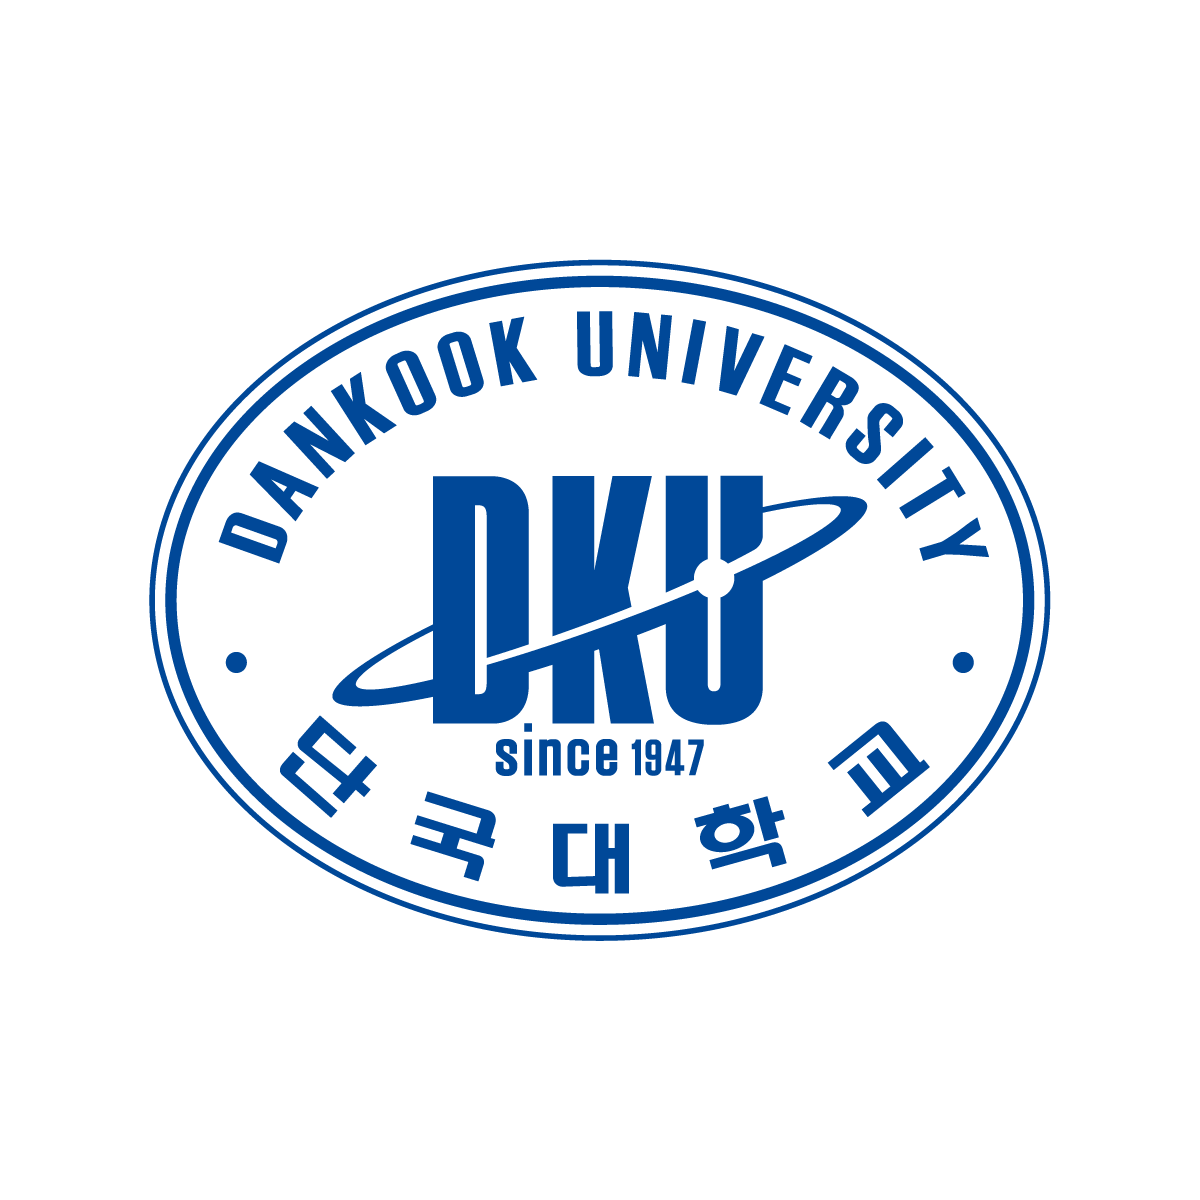 DANKOOK UNIVERSITY
DKU
since 1947
단국대학교